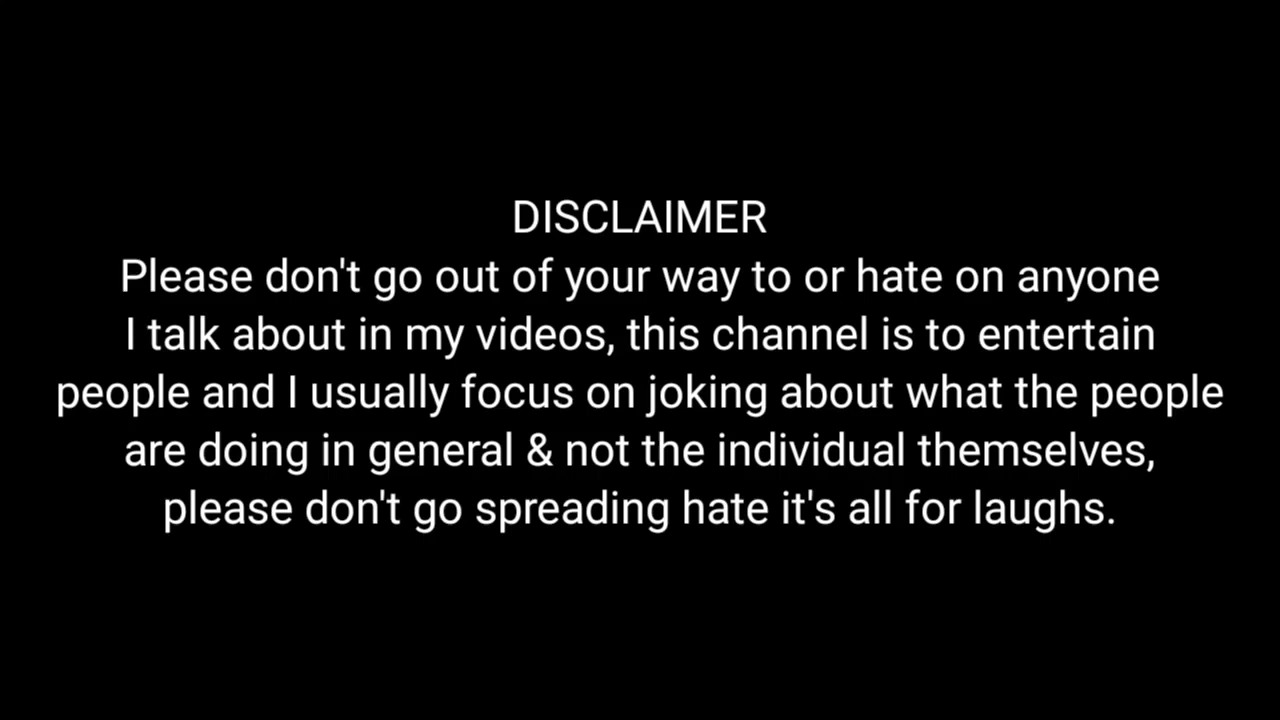 DISCLAIMER
Please don't go out of your way to or hate on anyone
I talk about in my videos, this channel is to entertain
people and I usually focus on joking about what the people
are doing in general & not the individual themselves,
please don't go spreading hate it's all for laughs.